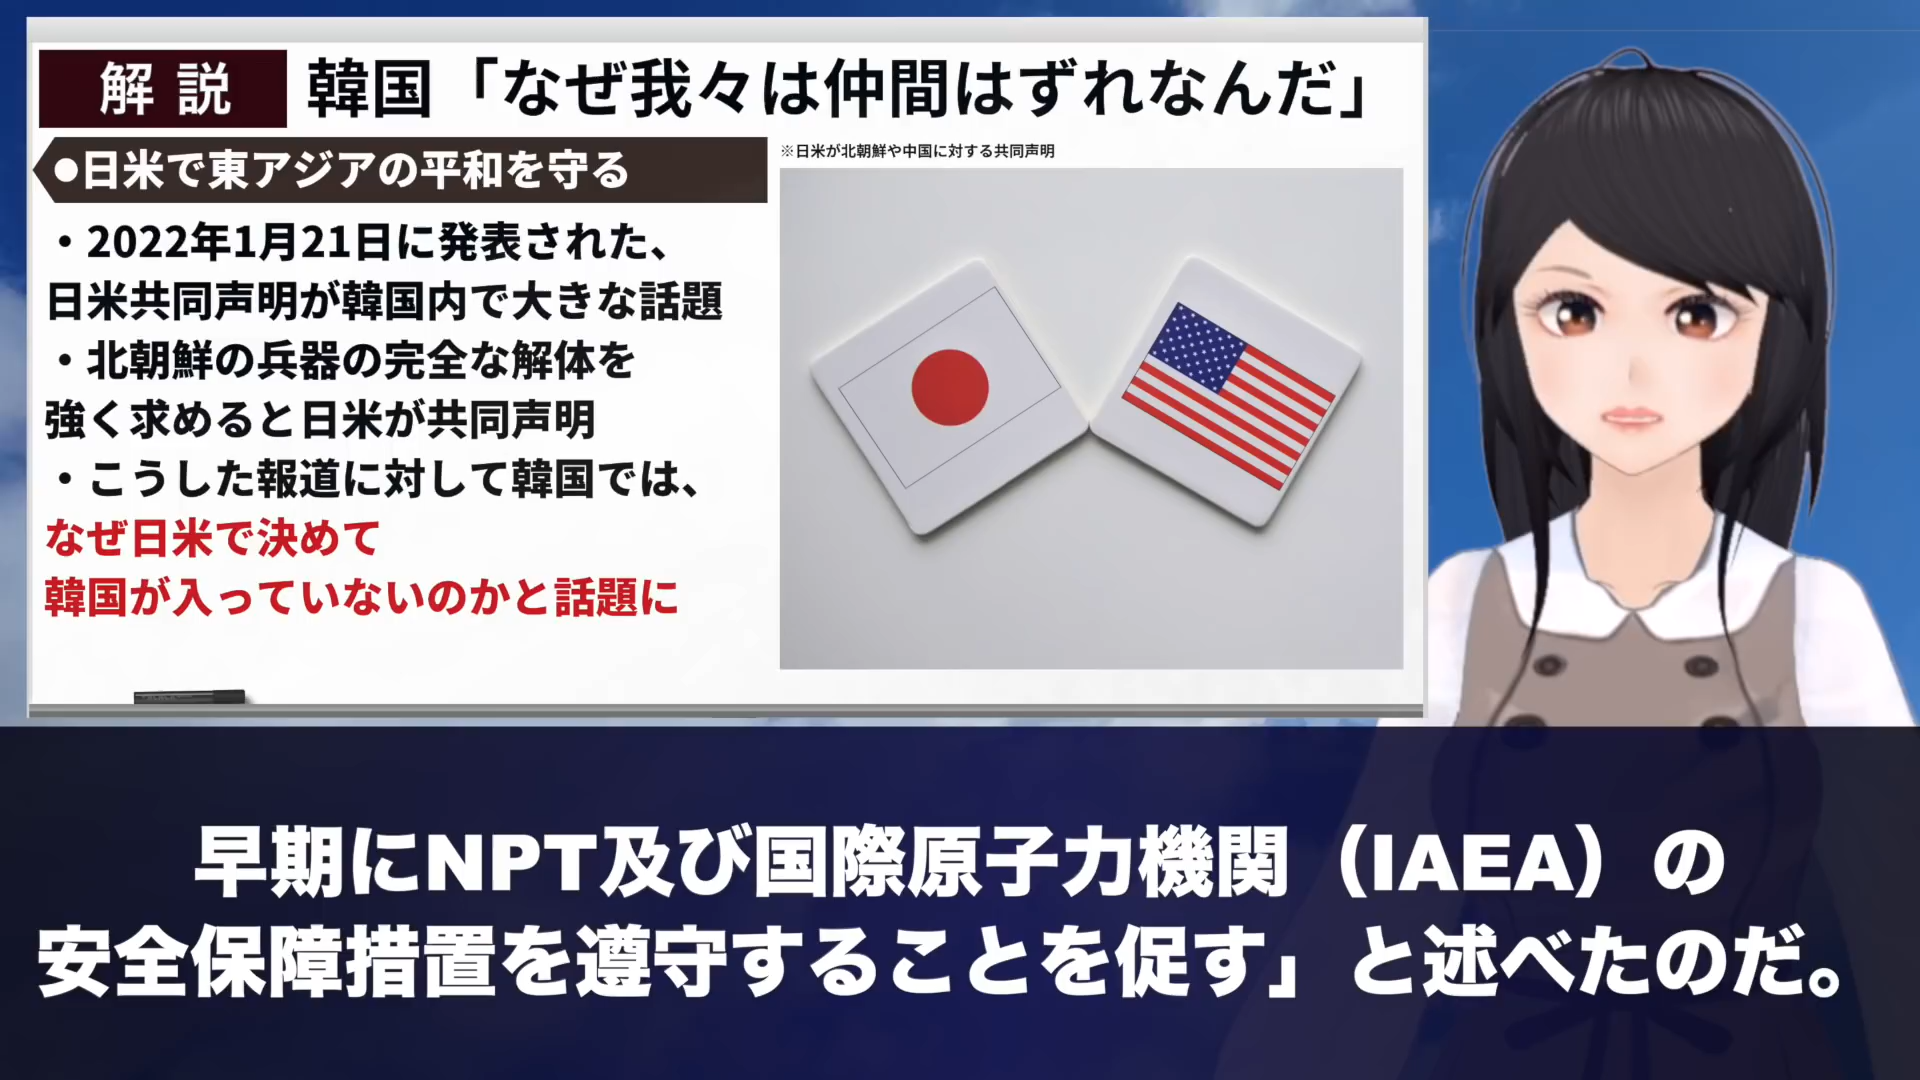 解説 韓国「なぜ我々は仲間はずれなんだ」
●日米で東アジアの平和を守る
※日米が北朝鮮や中国に対する共同声明
・2022年1月21日に発表された、
日米共同声明が韓国内で大きな話題
・北朝鮮の兵器の完全な解体を
強く求めると日米が共同声明
・こうした報道に対して韓国では、
なぜ日米で決めて
韓国が入っていないのかと話題に
早期にNPT及び国際原子力機関（IAEA）の
安全保障措置を遵守することを促す」と述べたのだ。